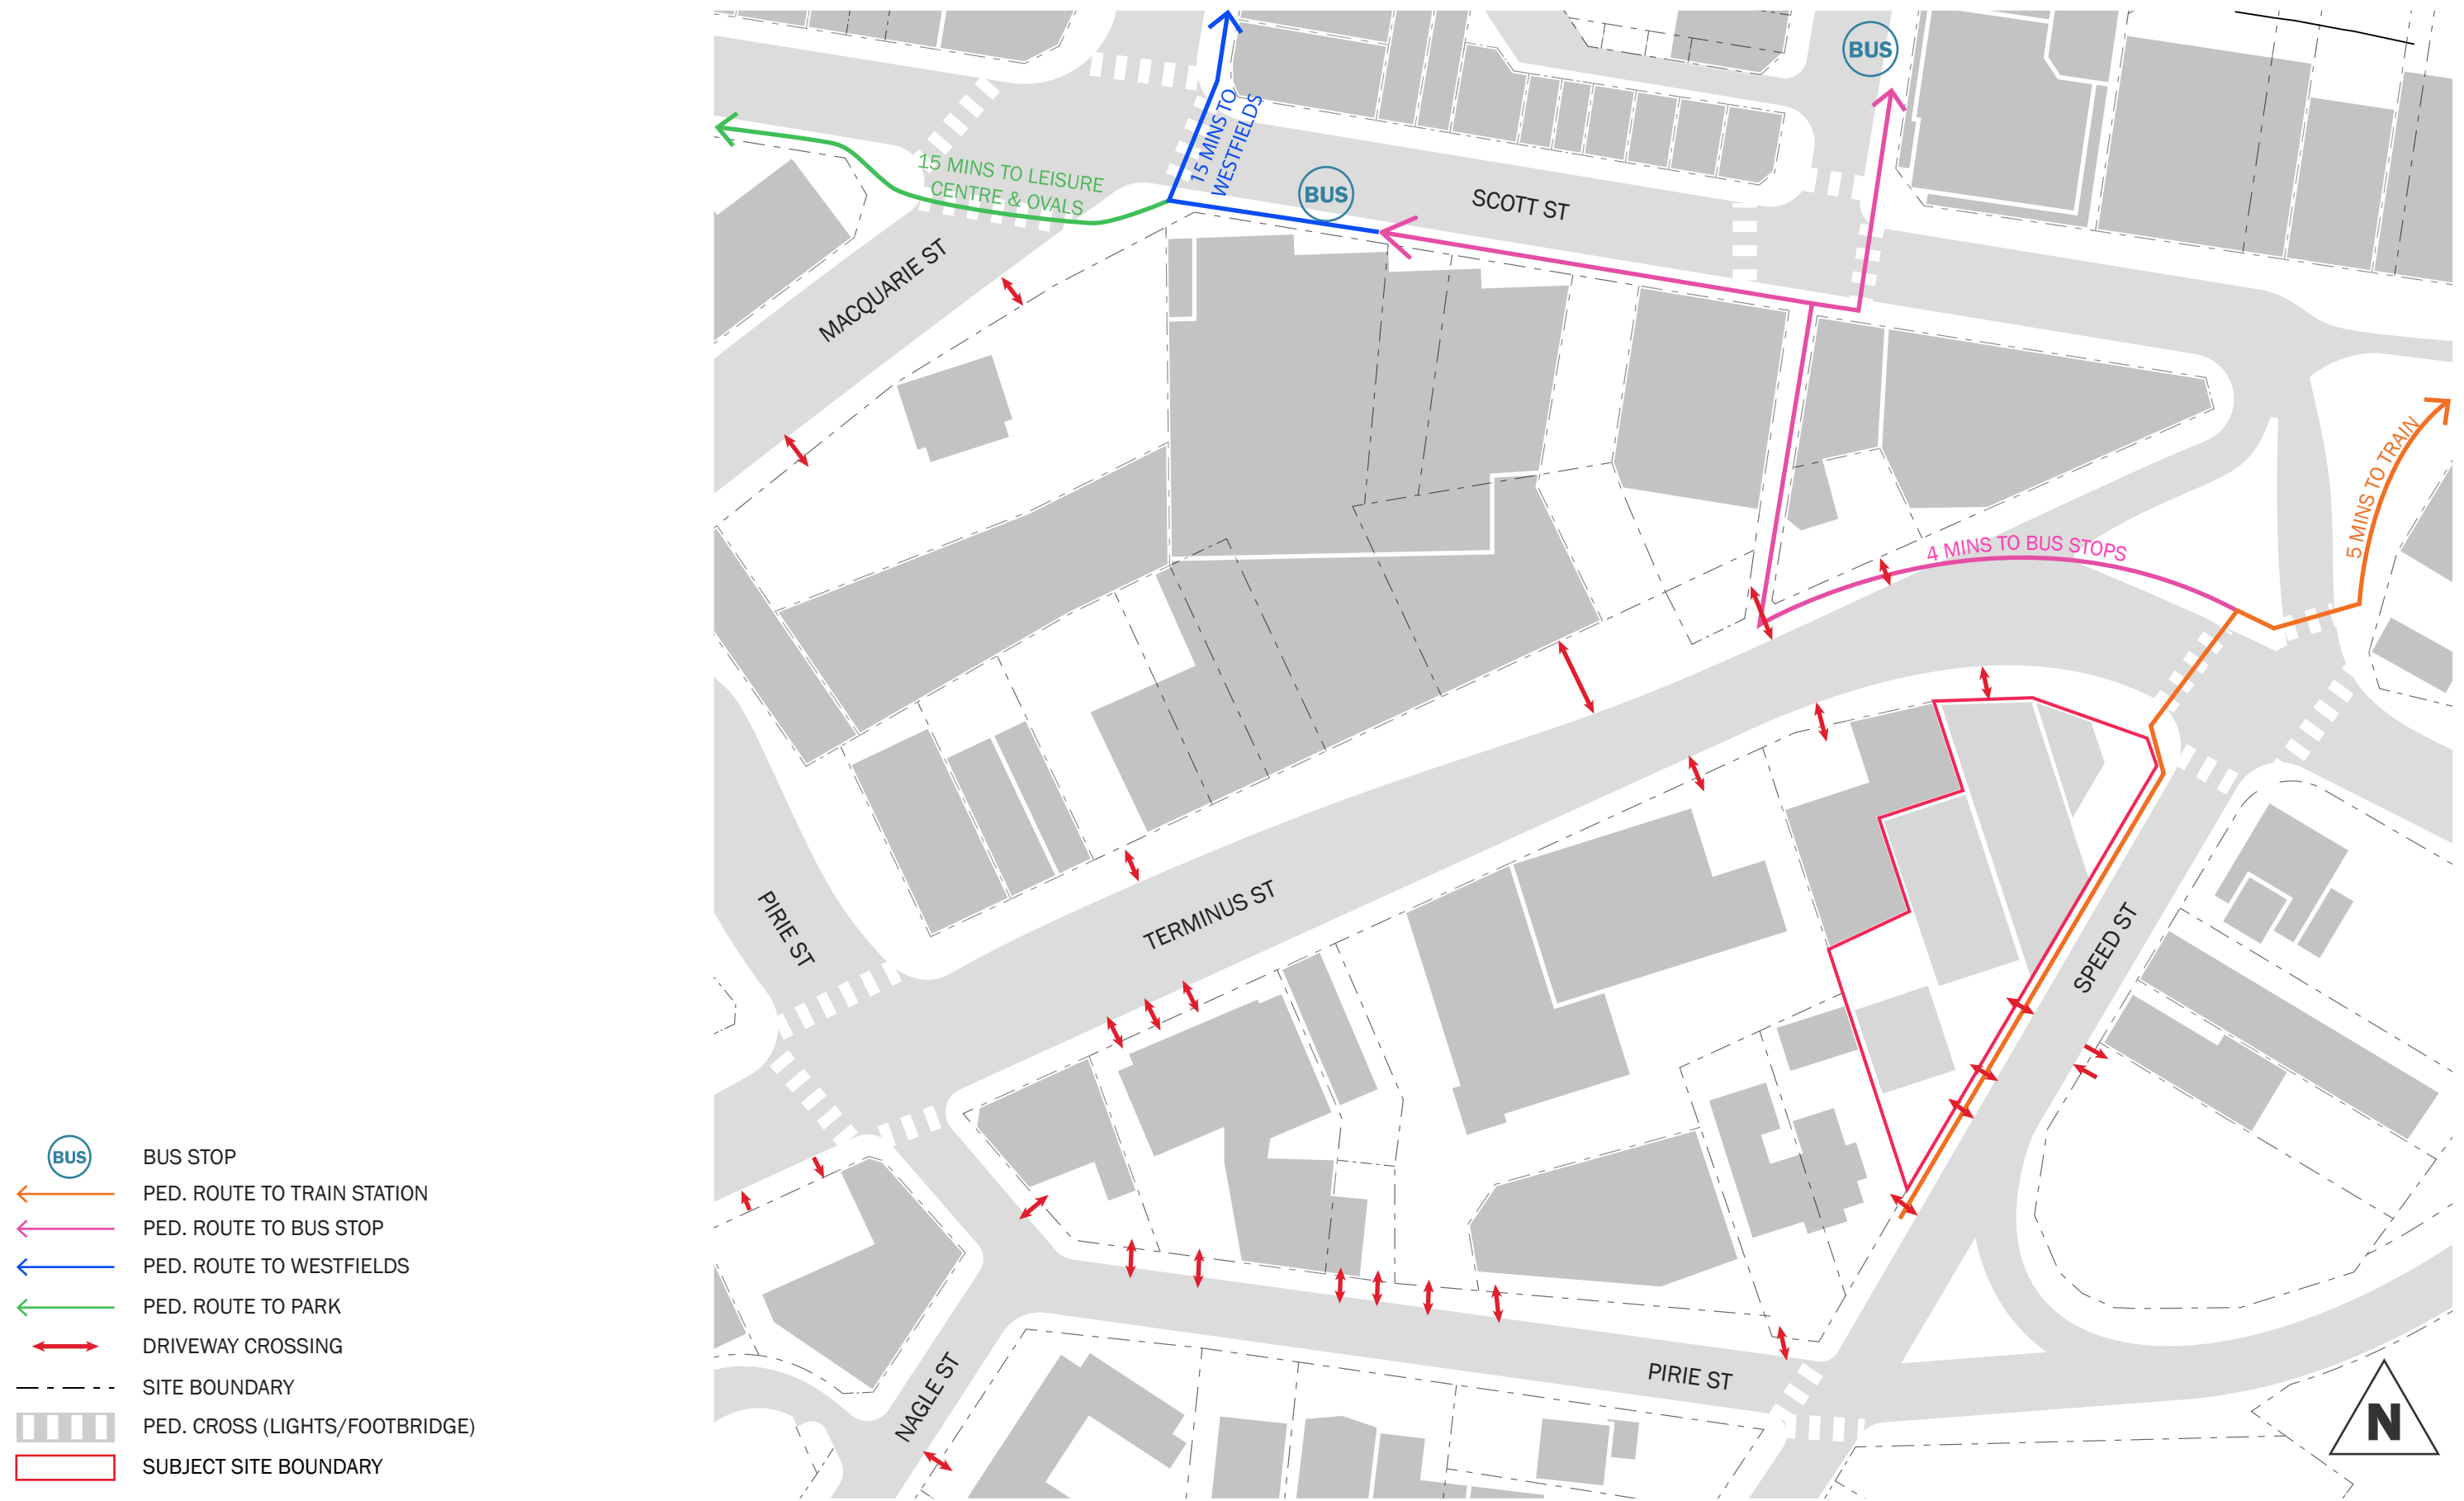 BUS
15 MINS TO
WESTFIELDS
15 MINS TO LEISURE
CENTRE & OVALS
BUS
SCOTT ST
MACQUARIE ST
5 MINS TO TRAIN
4 MINS TO BUS STOPS
PIRIE ST
TERMINUS ST
SPEED ST
PIRIE ST
NAGLE ST
N
BUS
BUS STOP
PED. ROUTE TO TRAIN STATION
PED. ROUTE TO BUS STOP
PED. ROUTE TO WESTFIELDS
PED. ROUTE TO PARK
DRIVEWAY CROSSING
SITE BOUNDARY
PED. CROSS (LIGHTS/FOOTBRIDGE)
SUBJECT SITE BOUNDARY